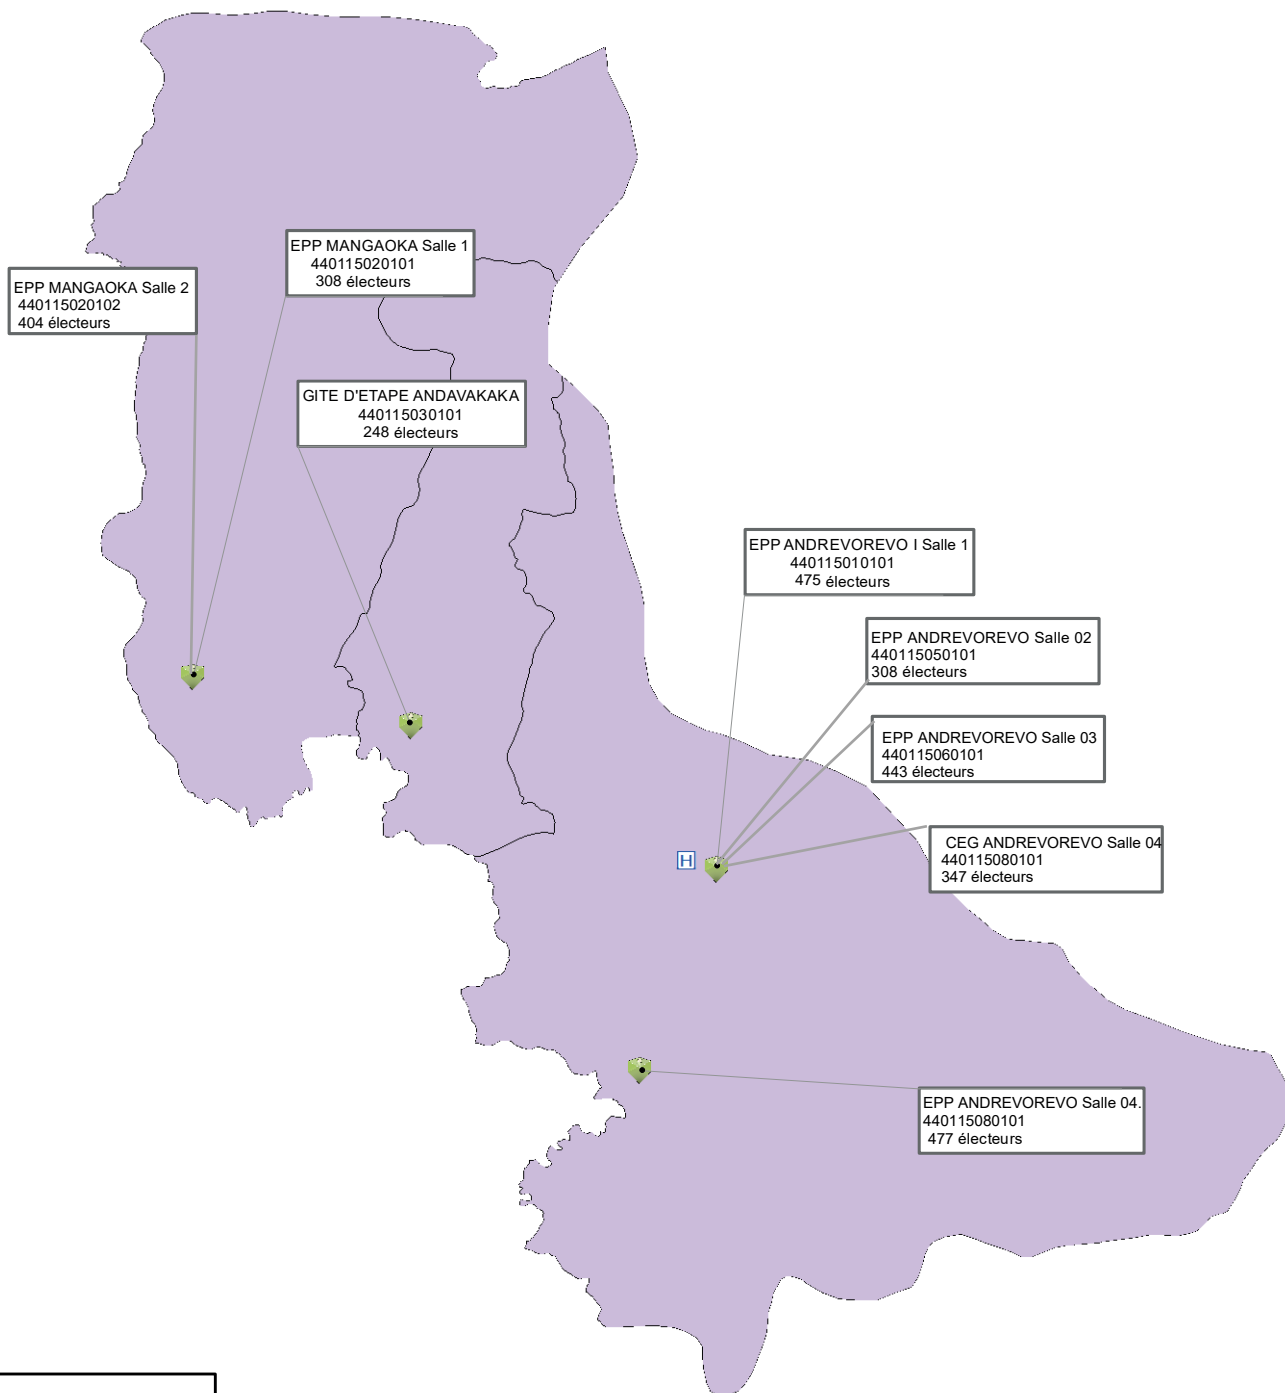 EPP MANGAOKA Salle 1
440115020101
308 électeurs
EPP MANGAOKA Salle 2
440115020102
404 électeurs
GITE D'ETAPE ANDAVAKAKA
440115030101
248 électeurs
EPP ANDREVOREVO I Salle 1
440115010101
475 électeurs
EPP ANDREVOREVO Salle 02
440115050101
308 électeurs
EPP ANDREVOREVO Salle 03
440115060101
443 électeurs
CEG ANDREVOREVO Salle 04
440115080101
347 électeurs
H
EPP ANDREVOREVO Salle 04.
440115080101
477 électeurs